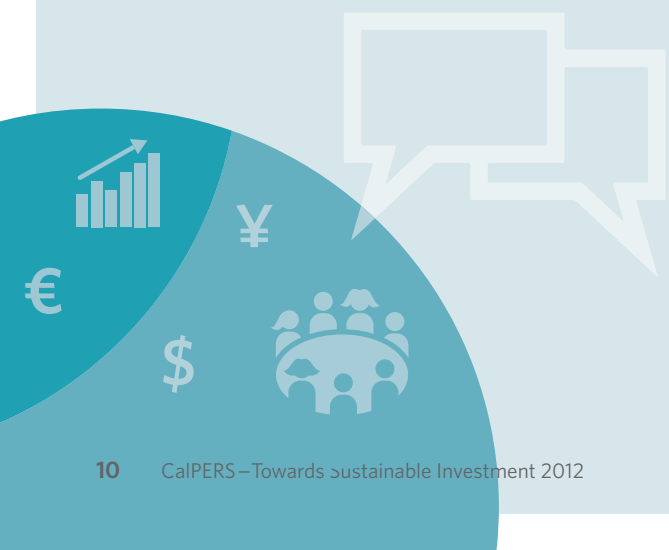 ¥
€
$
10 CalPERS – Towards Sustainable Investment 2012